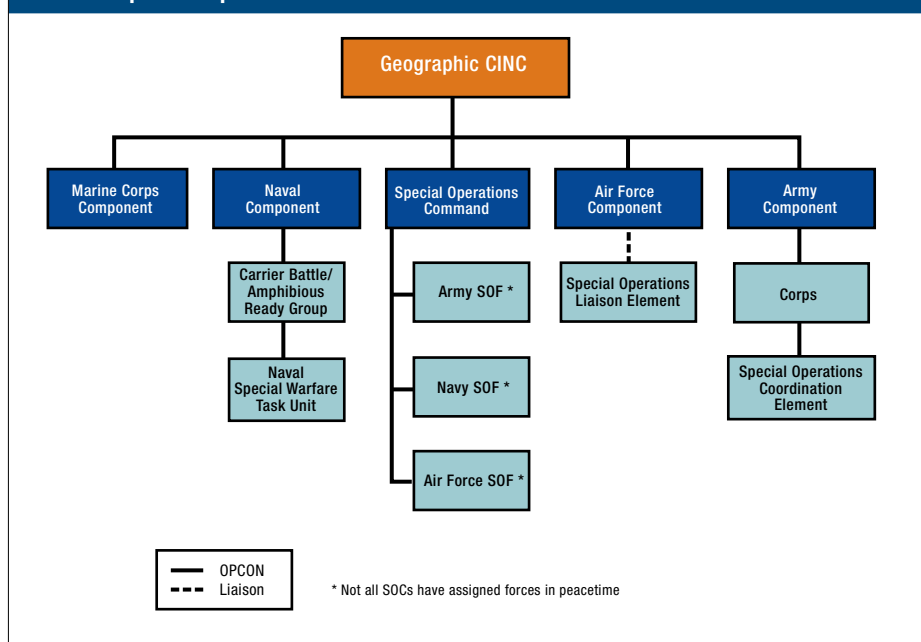 Geographic CINC
Marine Corps
Component
Naval
Component
Special Operations
Command
Air Force
Component
Army
Component
Carrier Battle/
Amphibious
Ready Group
Army SOF *
Special Operations
Liaison Element
Corps
Naval
Special Warfare
Task Unit
Navy SOF *
Special Operations
Coordination
Element
Air Force SOF *
OPCON
Liaison
* Not all SOCs have assigned forces in peacetime